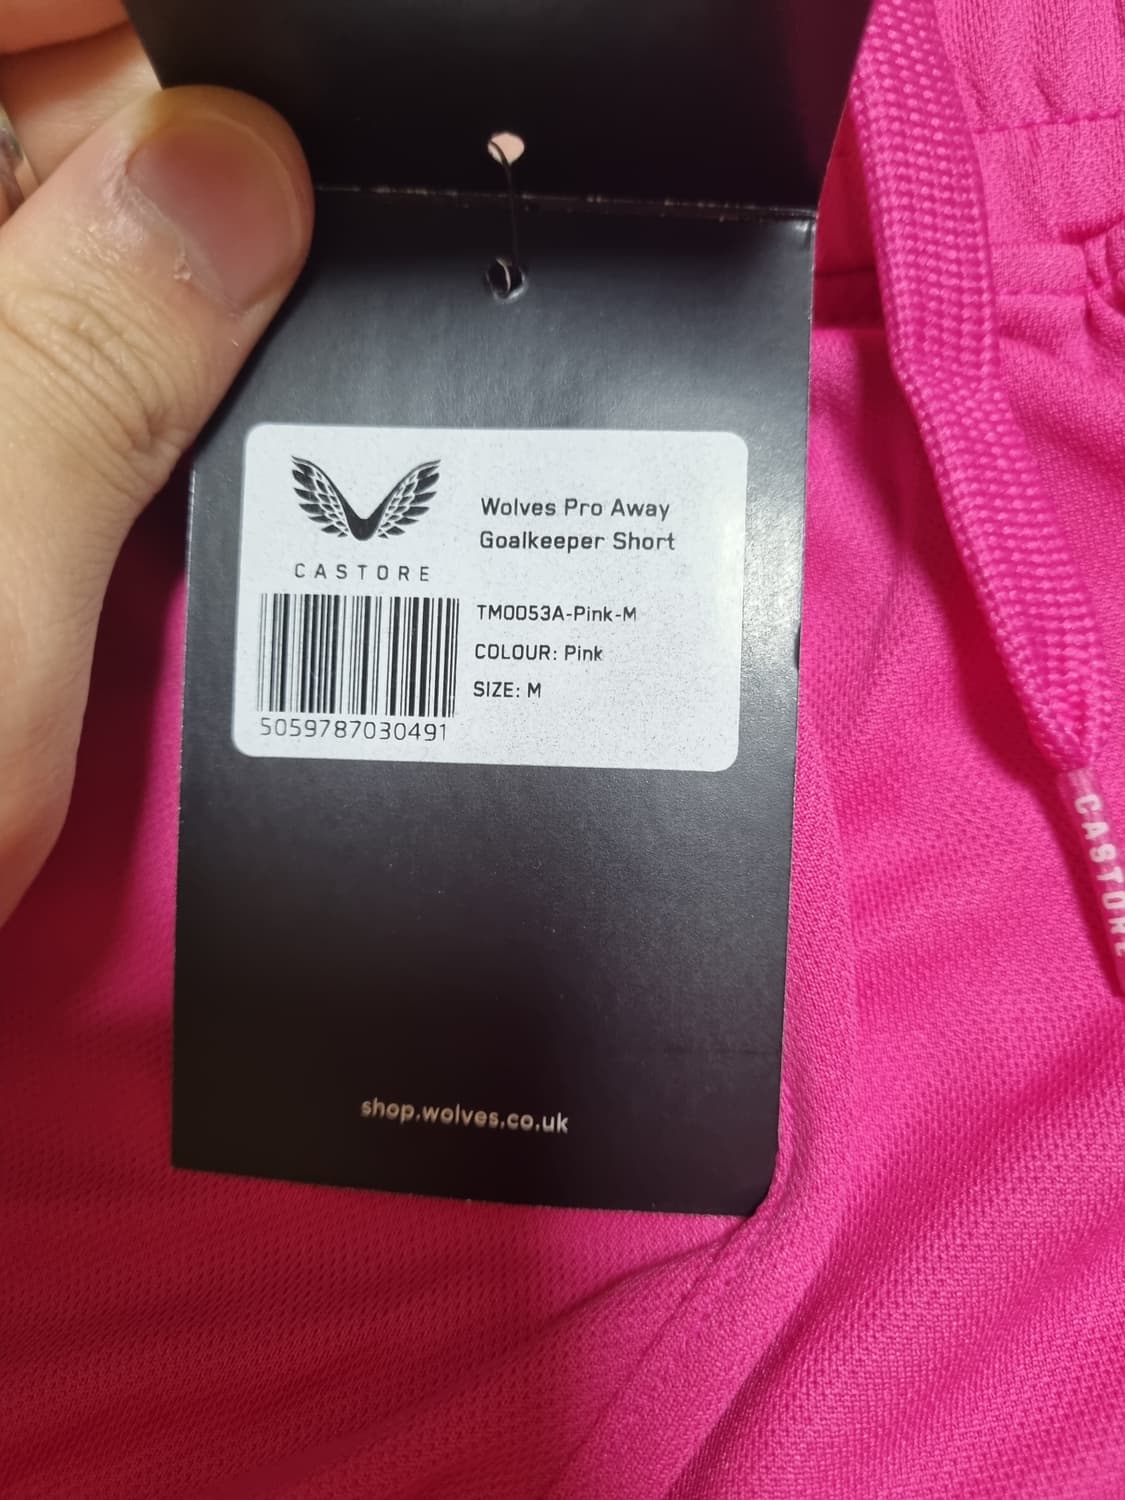 CASTORE
Wolves Pro Away
Goalkeeper Short
TM0053A-Pink-M
COLOUR: Pink
SIZE: M
5059787030491
shop.wolves.co.uk
CASTORE